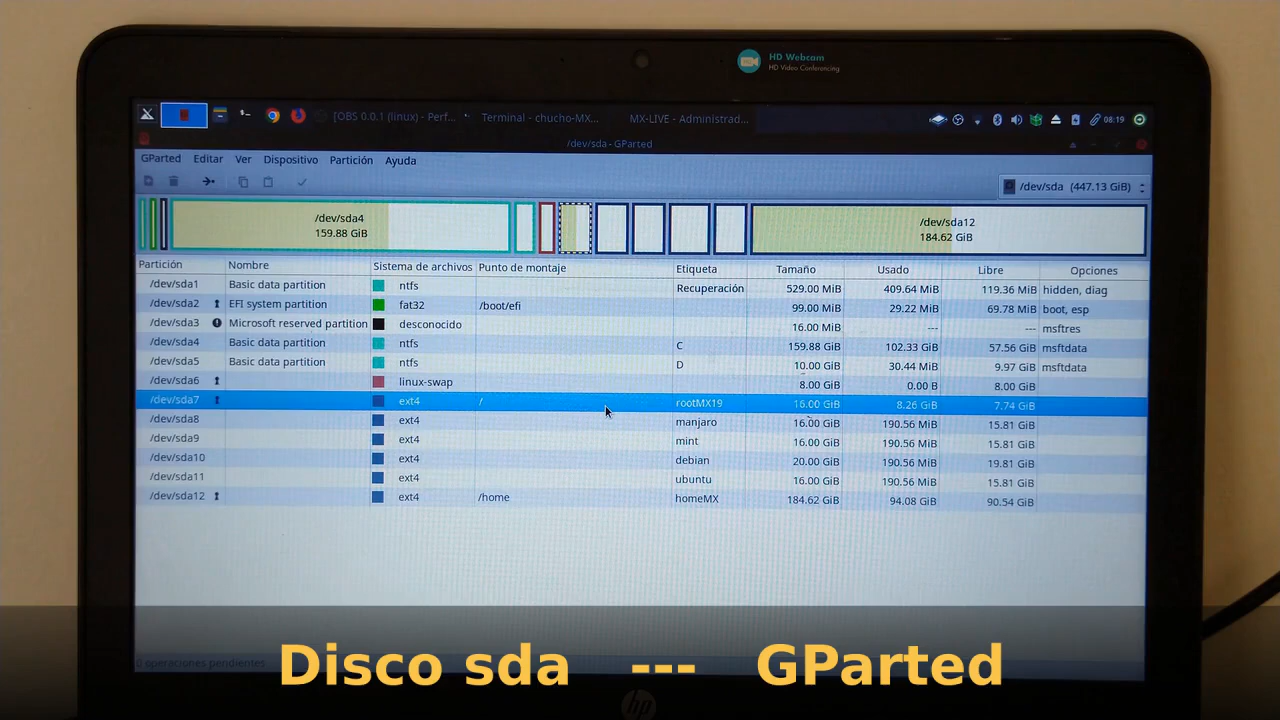 HD Webcam
HD Video Conferencing
[OBS 0.0.1 (linux) - Perf... Terminal - chucho-MX... MX-LIVE - Administrad... 08:19
/dev/sda - GParted
GParted Editar Ver Dispositivo Partición Ayuda
/dev/sda (447.13 GiB)
/dev/sda4
159.88 GiB
/dev/sda12
184.62 GiB
Partición Nombre Sistema de archivos Punto de montaje Etiqueta Tamaño Usado Libre Opciones
/dev/sda1 Basic data partition ntfs Recuperación 529.00 MiB 409.64 MiB 119.36 MiB hidden, diag
/dev/sda2 EFI system partition fat32 /boot/efi 99.00 MiB 29.22 MiB 69.78 MiB boot, esp
/dev/sda3 Microsoft reserved partition desconocido 16.00 MiB --- --- msftres
/dev/sda4 Basic data partition ntfs C 159.88 GiB 102.33 GiB 57.56 GiB msftdata
/dev/sda5 Basic data partition ntfs D 10.00 GiB 30.44 MiB 9.97 GiB msftdata
/dev/sda6 linux-swap 8.00 GiB 0.00 B 8.00 GiB
/dev/sda7 ext4 / rootMX19 16.00 GiB 8.26 GiB 7.74 GiB
/dev/sda8 ext4 manjaro 16.00 GiB 190.56 MiB 15.81 GiB
/dev/sda9 ext4 mint 16.00 GiB 190.56 MiB 15.81 GiB
/dev/sda10 ext4 debian 20.00 GiB 190.56 MiB 19.81 GiB
/dev/sda11 ext4 ubuntu 16.00 GiB 190.56 MiB 15.81 GiB
/dev/sda12 ext4 /home homeMX 184.62 GiB 94.08 GiB 90.54 GiB
0 operaciones pendientes
Disco sda --- GParted
hp